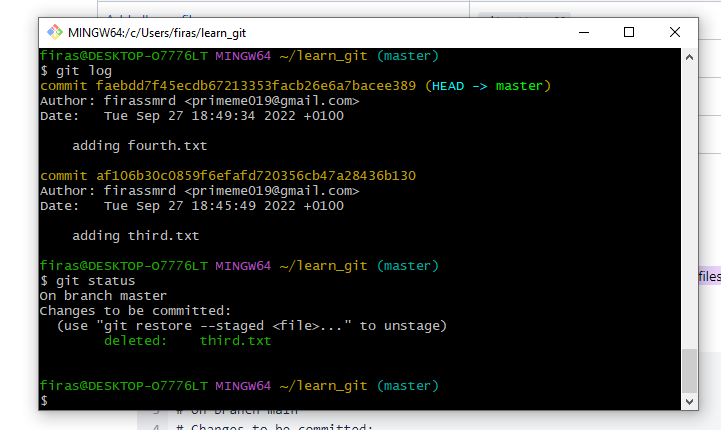 MINGW64:/c/Users/firas/learn_git
firas@DESKTOP-O7776LT MINGW64 ~/learn_git (master)
$ git log
commit faebdd7f45ecdb67213353facb26e6a7bacee389 (HEAD -> master)
Author: firassmrd <primeme019@gmail.com>
Date:   Tue Sep 27 18:49:34 2022 +0100
    adding fourth.txt
commit af106b30c0859f6efafd720356cb47a28436b130
Author: firassmrd <primeme019@gmail.com>
Date:   Tue Sep 27 18:45:49 2022 +0100
    adding third.txt
firas@DESKTOP-O7776LT MINGW64 ~/learn_git (master)
$ git status
On branch master
Changes to be committed:
  (use "git restore --staged <file>..." to unstage)
        deleted:    third.txt
firas@DESKTOP-O7776LT MINGW64 ~/learn_git (master)
$
files
# On branch main
4 # Changes to be committed: